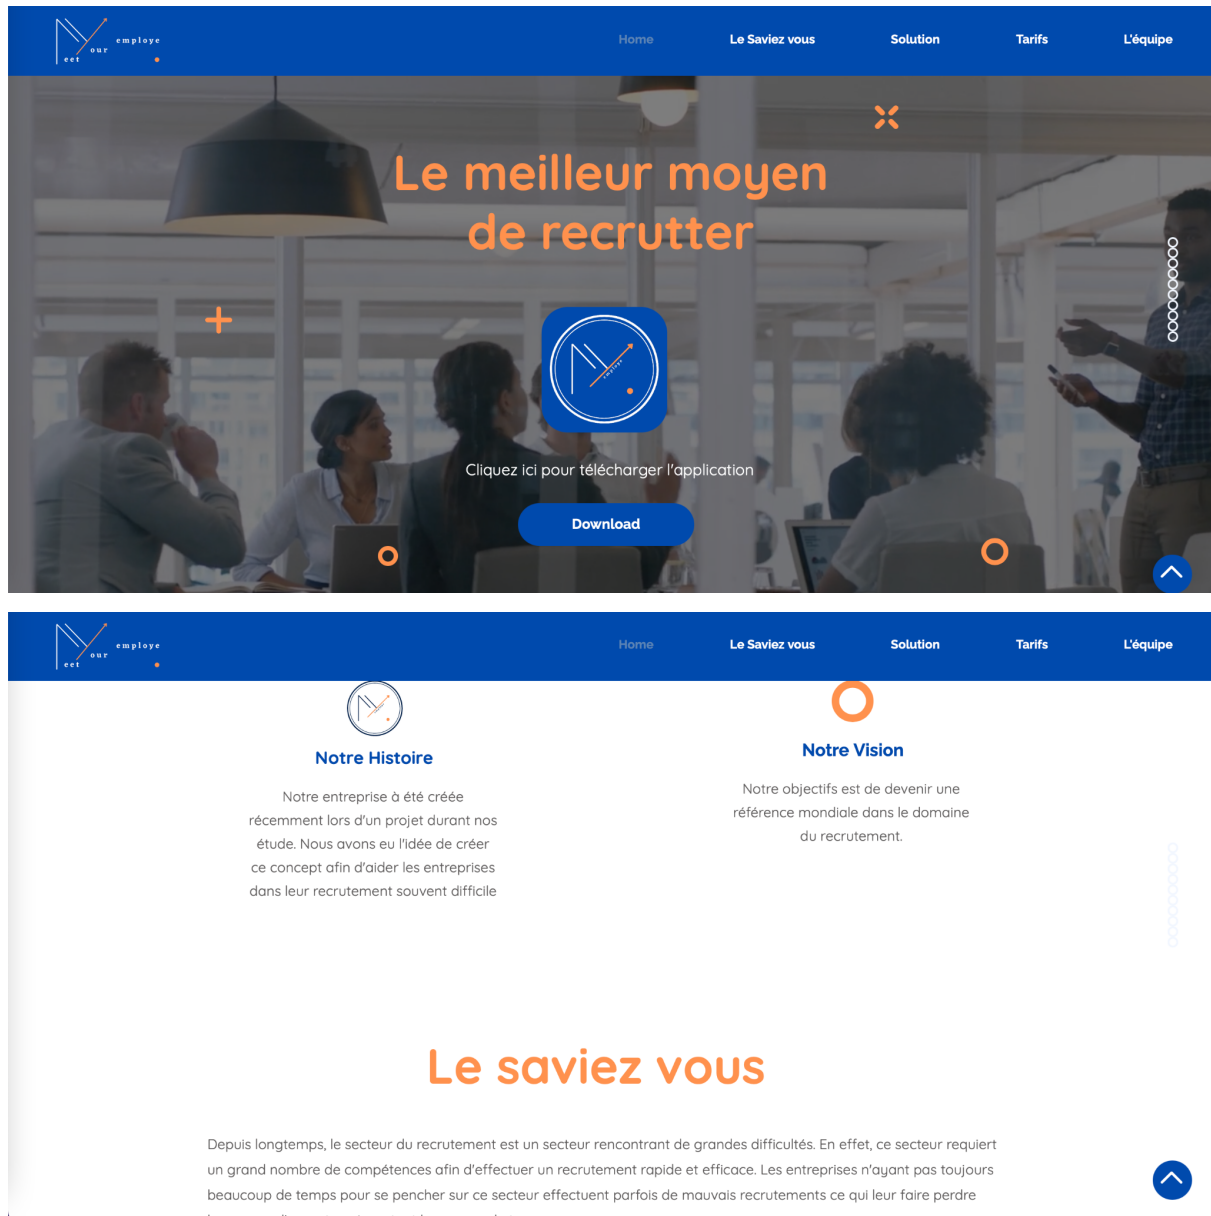 employe
our
eet
Home
Le Saviez vous
Solution
Tarifs
L'équipe
Le meilleur moyen
de recrutter
employe
Cliquez ici pour télécharger l'application
Download
employe
our
eet
Home
Le Saviez vous
Solution
Tarifs
L'équipe
Notre Histoire
Notre entreprise à été créée
récemment lors d'un projet durant nos
étude. Nous avons eu l'idée de créer
ce concept afin d'aider les entreprises
dans leur recrutement souvent difficile
Notre Vision
Notre objectifs est de devenir une
référence mondiale dans le domaine
du recrutement.
Le saviez vous
Depuis longtemps, le secteur du recrutement est un secteur rencontrant de grandes difficultés. En effet, ce secteur requiert
un grand nombre de compétences afin d'effectuer un recrutement rapide et efficace. Les entreprises n'ayant pas toujours
beaucoup de temps pour se pencher sur ce secteur effectuent parfois de mauvais recrutements ce qui leur faire perdre